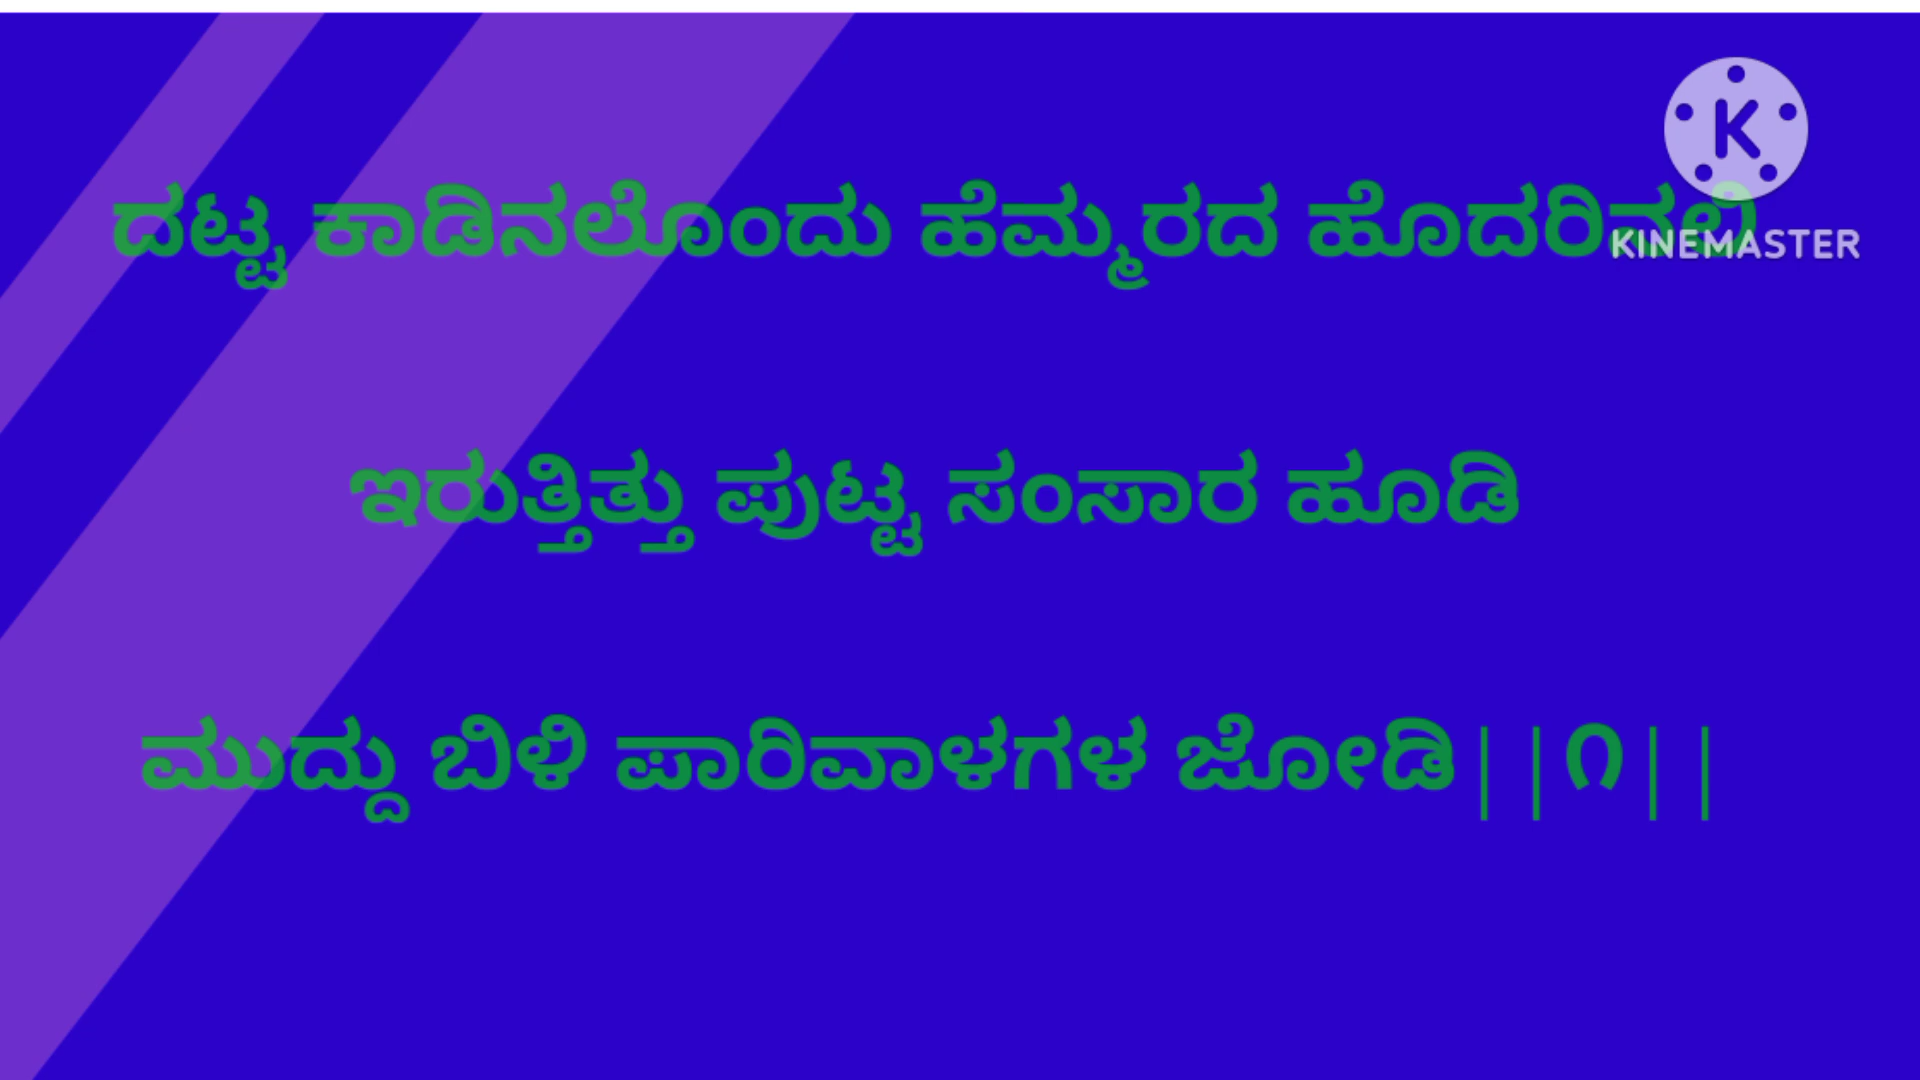 ದಟ್ಟ ಕಾಡಿನಲೊಂದು ಹೆಮ್ಮರದ ಹೊದರಿನಲಿ
KINEMASTER
ಇರುತ್ತಿತ್ತು ಪುಟ್ಟ ಸಂಸಾರ ಹೂಡಿ
ಮುದ್ದು ಬಿಳಿ ಪಾರಿವಾಳಗಳ ಜೋಡಿ||೧||